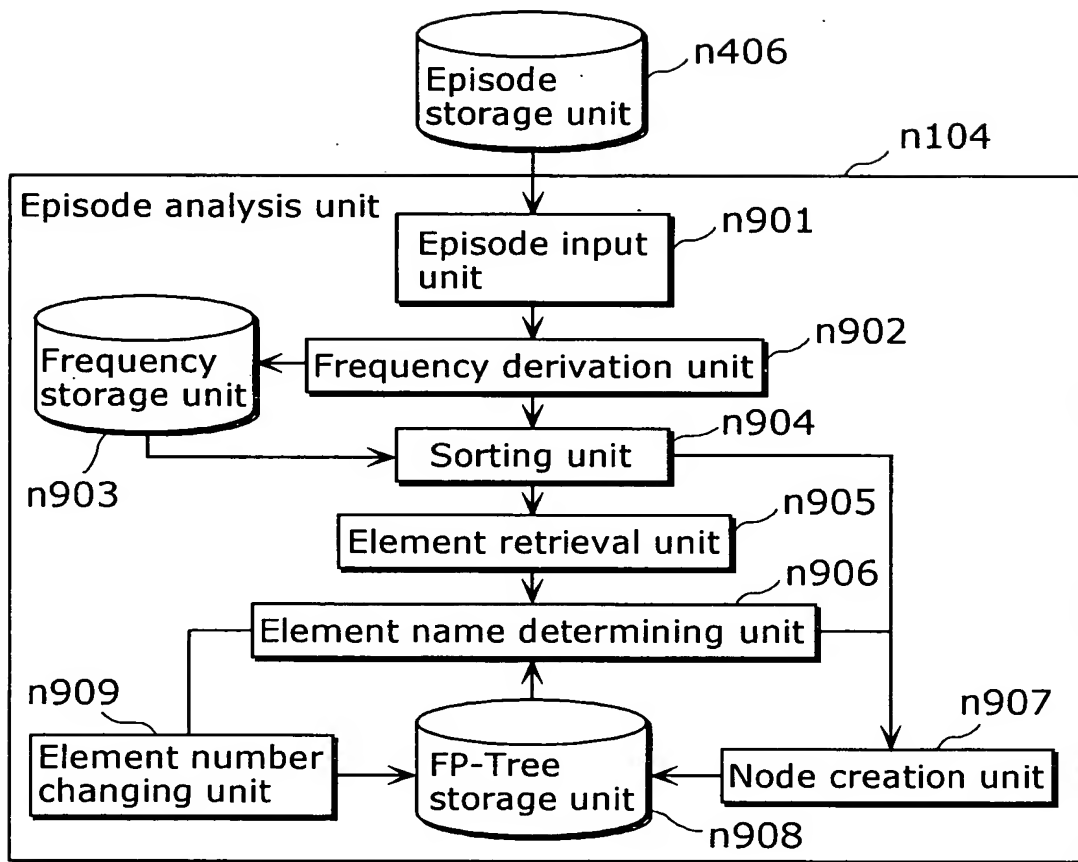 Episode
storage unit
n406
n104
Episode analysis unit
Episode input
unit
n901
Frequency
storage unit
n903
Frequency derivation unit
n902
Sorting unit
n904
Element retrieval unit
n905
Element name determining unit
n906
n909
Element number
changing unit
FP-Tree
storage unit
n908
n907
Node creation unit